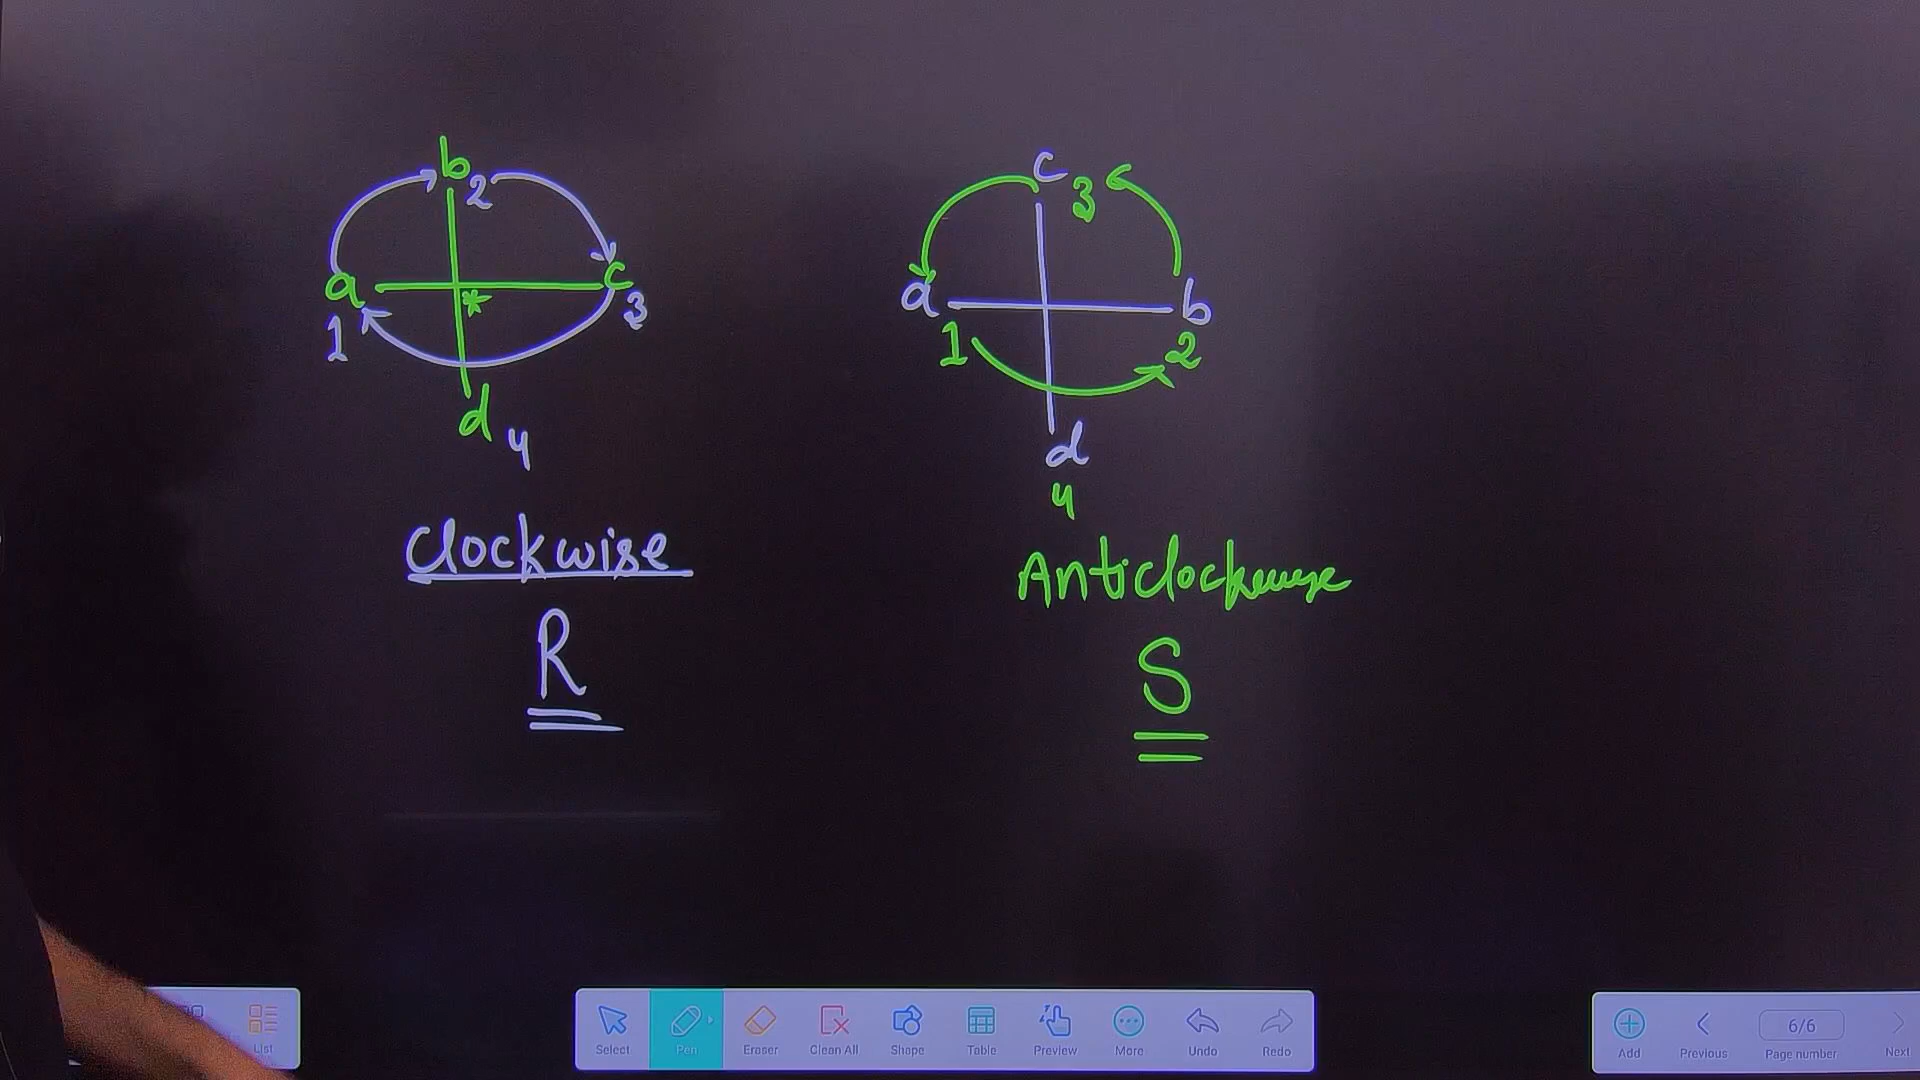 b 2
a c
* 3
1
d 4
Clockwise
R
c 3
a b
1 2
d
4
Anticlockwise
S
List
Select Pen Eraser Clean All Shape Table Preview More Undo Redo
6/6
Add Previous Page number Next